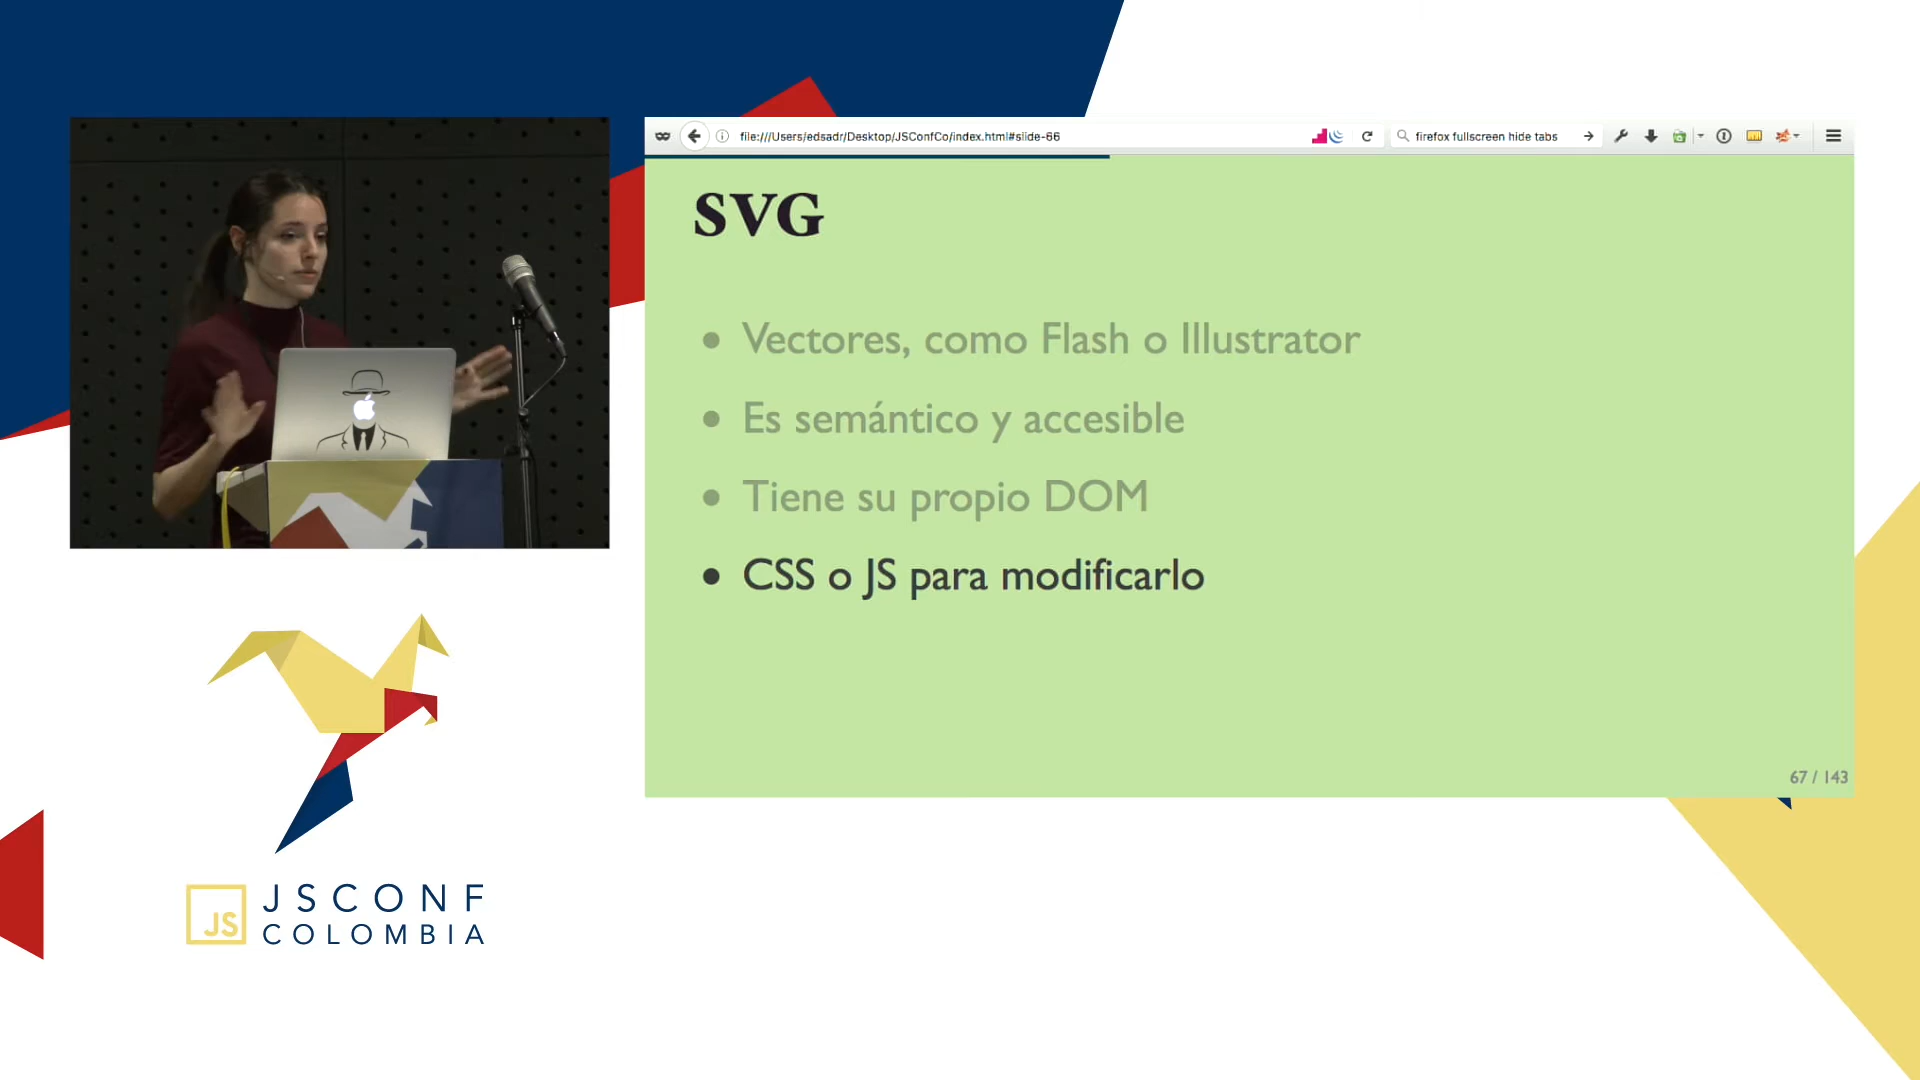 file:///Users/edsadr/Desktop/JSConfCo/index.html#slide-66
firefox fullscreen hide tabs
SVG
• Vectores, como Flash o Illustrator
• Es semántico y accesible
• Tiene su propio DOM
• CSS o JS para modificarlo
67 / 143
JS
JSCONF
COLOMBIA